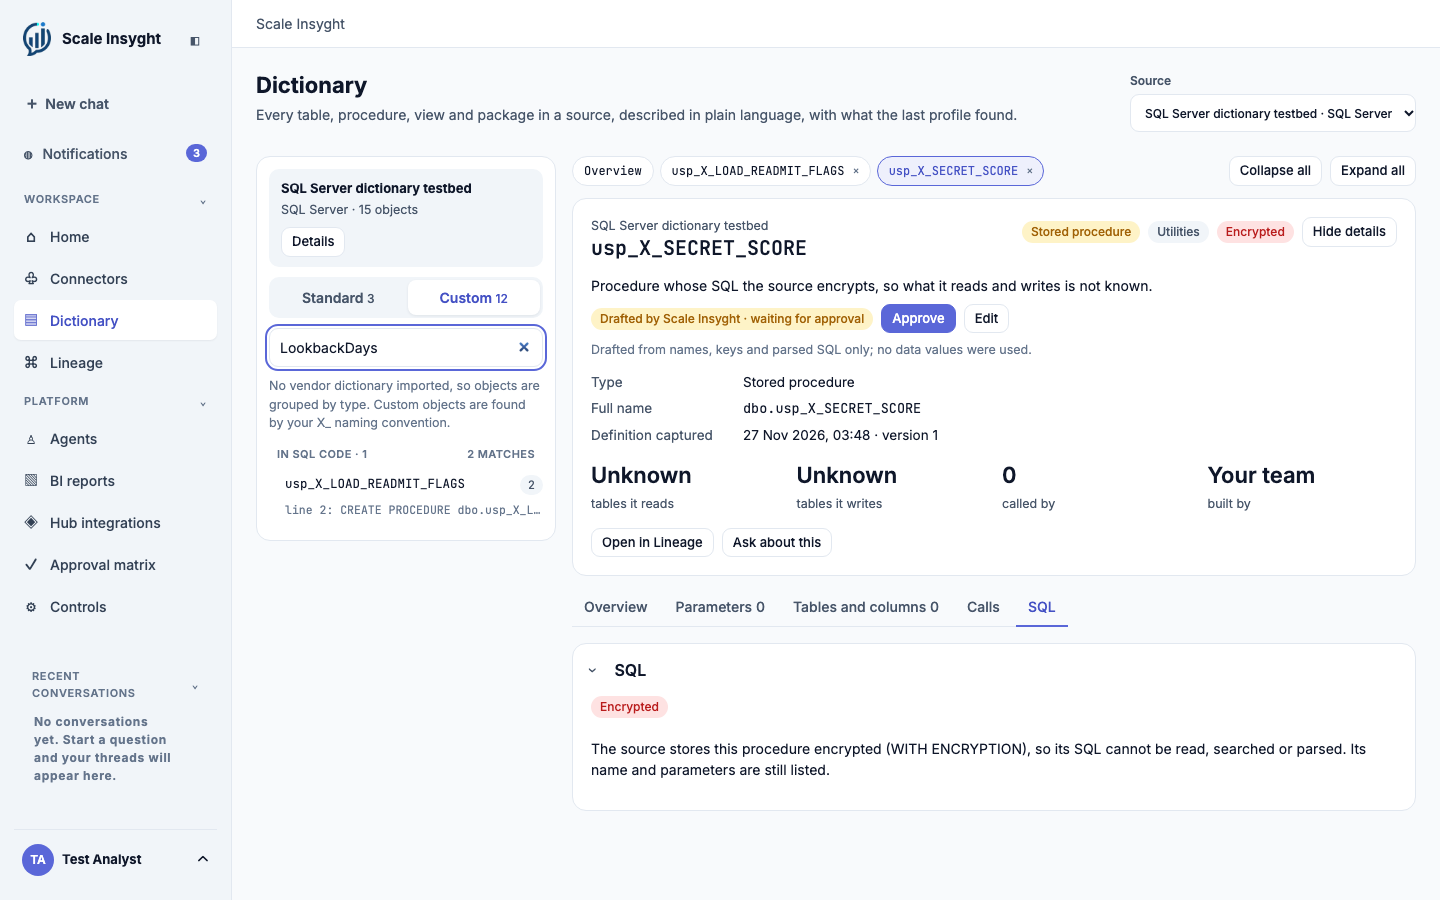 Scale Insyght
+ New chat
Notifications 3
WORKSPACE
Home
Connectors
Dictionary
Lineage
PLATFORM
Agents
BI reports
Hub integrations
Approval matrix
Controls
RECENT
CONVERSATIONS
No conversations
yet. Start a question
and your threads will
appear here.
TA Test Analyst
Scale Insyght
Dictionary
Every table, procedure, view and package in a source, described in plain language, with what the last profile found.
Source
SQL Server dictionary testbed · SQL Server
SQL Server dictionary testbed
SQL Server · 15 objects
Details
Standard 3 Custom 12
LookbackDays ×
No vendor dictionary imported, so objects are
grouped by type. Custom objects are found
by your X_ naming convention.
IN SQL CODE · 1 2 MATCHES
usp_X_LOAD_READMIT_FLAGS 2
line 2: CREATE PROCEDURE dbo.usp_X_L…
Overview usp_X_LOAD_READMIT_FLAGS × usp_X_SECRET_SCORE × Collapse all Expand all
SQL Server dictionary testbed
usp_X_SECRET_SCORE
Stored procedure Utilities Encrypted Hide details
Procedure whose SQL the source encrypts, so what it reads and writes is not known.
Drafted by Scale Insyght · waiting for approval Approve Edit
Drafted from names, keys and parsed SQL only; no data values were used.
Type Stored procedure
Full name dbo.usp_X_SECRET_SCORE
Definition captured 27 Nov 2026, 03:48 · version 1
Unknown Unknown 0 Your team
tables it reads tables it writes called by built by
Open in Lineage Ask about this
Overview Parameters 0 Tables and columns 0 Calls SQL
SQL
Encrypted
The source stores this procedure encrypted (WITH ENCRYPTION), so its SQL cannot be read, searched or parsed. Its
name and parameters are still listed.